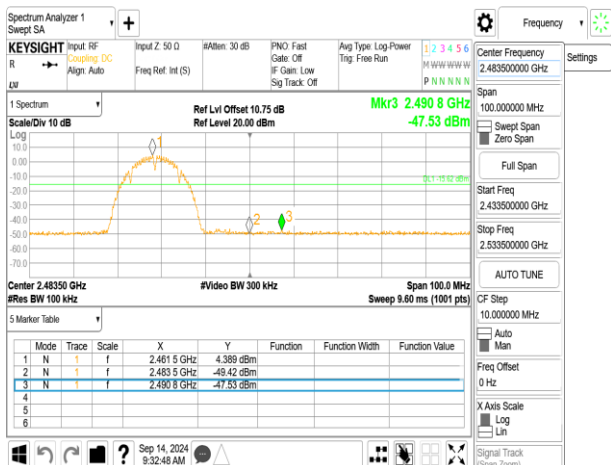 Spectrum Analyzer 1
Swept SA
Frequency
KEYSIGHT
R
Input: RF
Coupling: DC
Align: Auto
Input Z: 50 Ω
Freq Ref: Int (S)
#Atten: 30 dB
PNO: Fast
Gate: Off
IF Gain: Low
Sig Track: Off
Avg Type: Log-Power
Trig: Free Run
1 2 3 4 5 6
M W W W W W
P N N N N N
1 Spectrum
Scale/Div 10 dB
Ref Lvl Offset 10.75 dB
Ref Level 20.00 dBm
Mkr3 2.490 8 GHz
-47.53 dBm
Log
10.0
0.00
-10.0
-20.0
-30.0
-40.0
-50.0
-60.0
-70.0
1
2
3
Center 2.48350 GHz
#Res BW 100 kHz
#Video BW 300 kHz
Span 100.0 MHz
Sweep 9.60 ms (1001 pts)
5 Marker Table
Mode Trace Scale X Y Function Function Width Function Value
1 N 1 f 2.461 5 GHz 4.389 dBm
2 N 1 f 2.483 5 GHz -49.42 dBm
3 N 1 f 2.490 8 GHz -47.53 dBm
4
5
6
Sep 14, 2024
9:32:48 AM
?
Center Frequency
2.483500000 GHz
Settings
Span
100.000000 MHz
Swept Span
Zero Span
Full Span
Start Freq
2.433500000 GHz
Stop Freq
2.533500000 GHz
AUTO TUNE
CF Step
10.000000 MHz
Auto
Man
Freq Offset
0 Hz
X Axis Scale
Log
Lin
Signal Track
(Span Zoom)